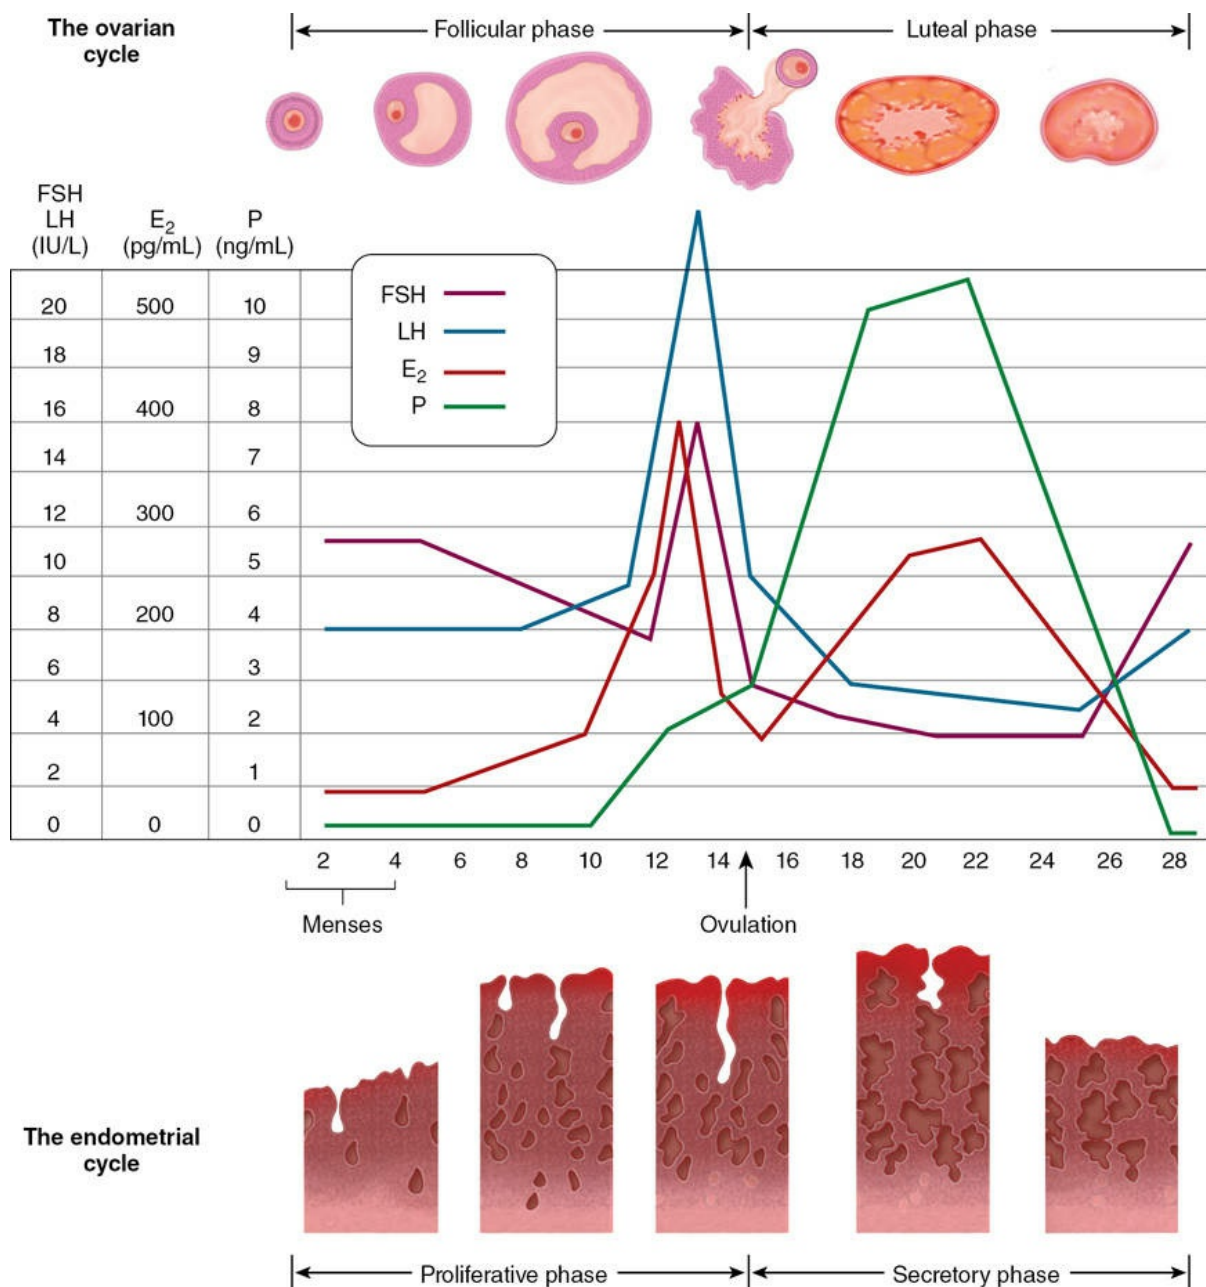 The ovarian
cycle
Follicular phase
Luteal phase
FSH
LH
(IU/L)
E₂
(pg/mL)
P
(ng/mL)
FSH
LH
E₂
P
20 500 10
18 9
16 400 8
14 7
12 300 6
10 5
8 200 4
6 3
4 100 2
2 1
0 0 0
2 4 6 8 10 12 14 16 18 20 22 24 26 28
Menses
Ovulation
The endometrial
cycle
Proliferative phase
Secretory phase